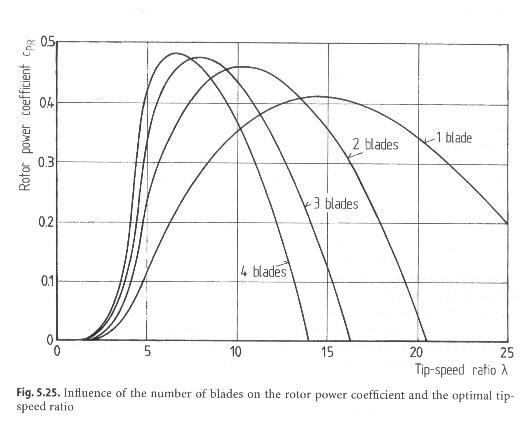 Rotor power coefficient cPR
0.5
0.4
0.3
0.2
0.1
0
0 5 10 15 20 25
Tip-speed ratio λ
1 blade
2 blades
3 blades
4 blades
Fig. 5.25. Influence of the number of blades on the rotor power coefficient and the optimal tip-
speed ratio